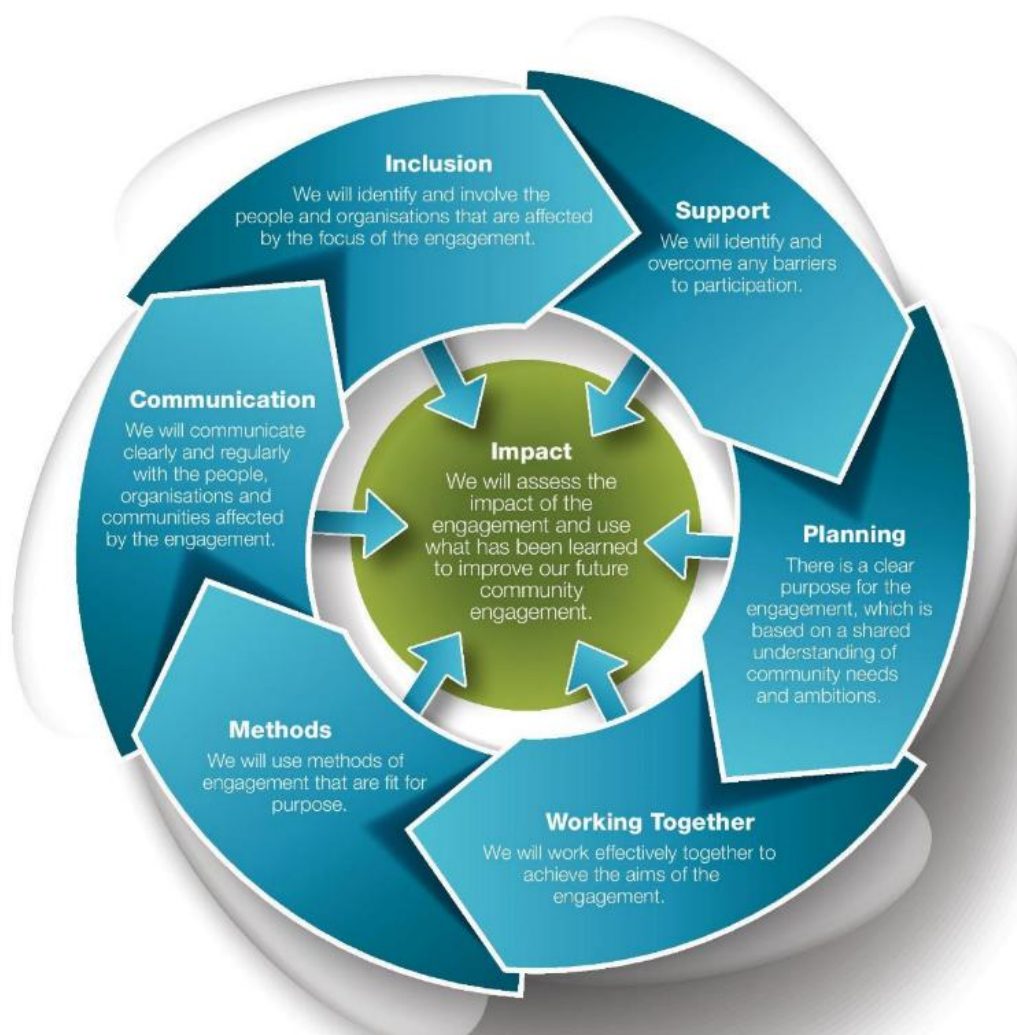 Inclusion
We will identify and involve the
people and organisations that are affected
by the focus of the engagement.
Support
We will identify and
overcome any barriers
to participation.
Planning
There is a clear
purpose for the
engagement, which is
based on a shared
understanding of
community needs
and ambitions.
Working Together
We will work effectively together to
achieve the aims of the
engagement.
Methods
We will use methods of
engagement that are fit for
purpose.
Communication
We will communicate
clearly and regularly
with the people,
organisations and
communities affected
by the engagement.
Impact
We will assess the
impact of the
engagement and use
what has been learned
to improve our future
community
engagement.